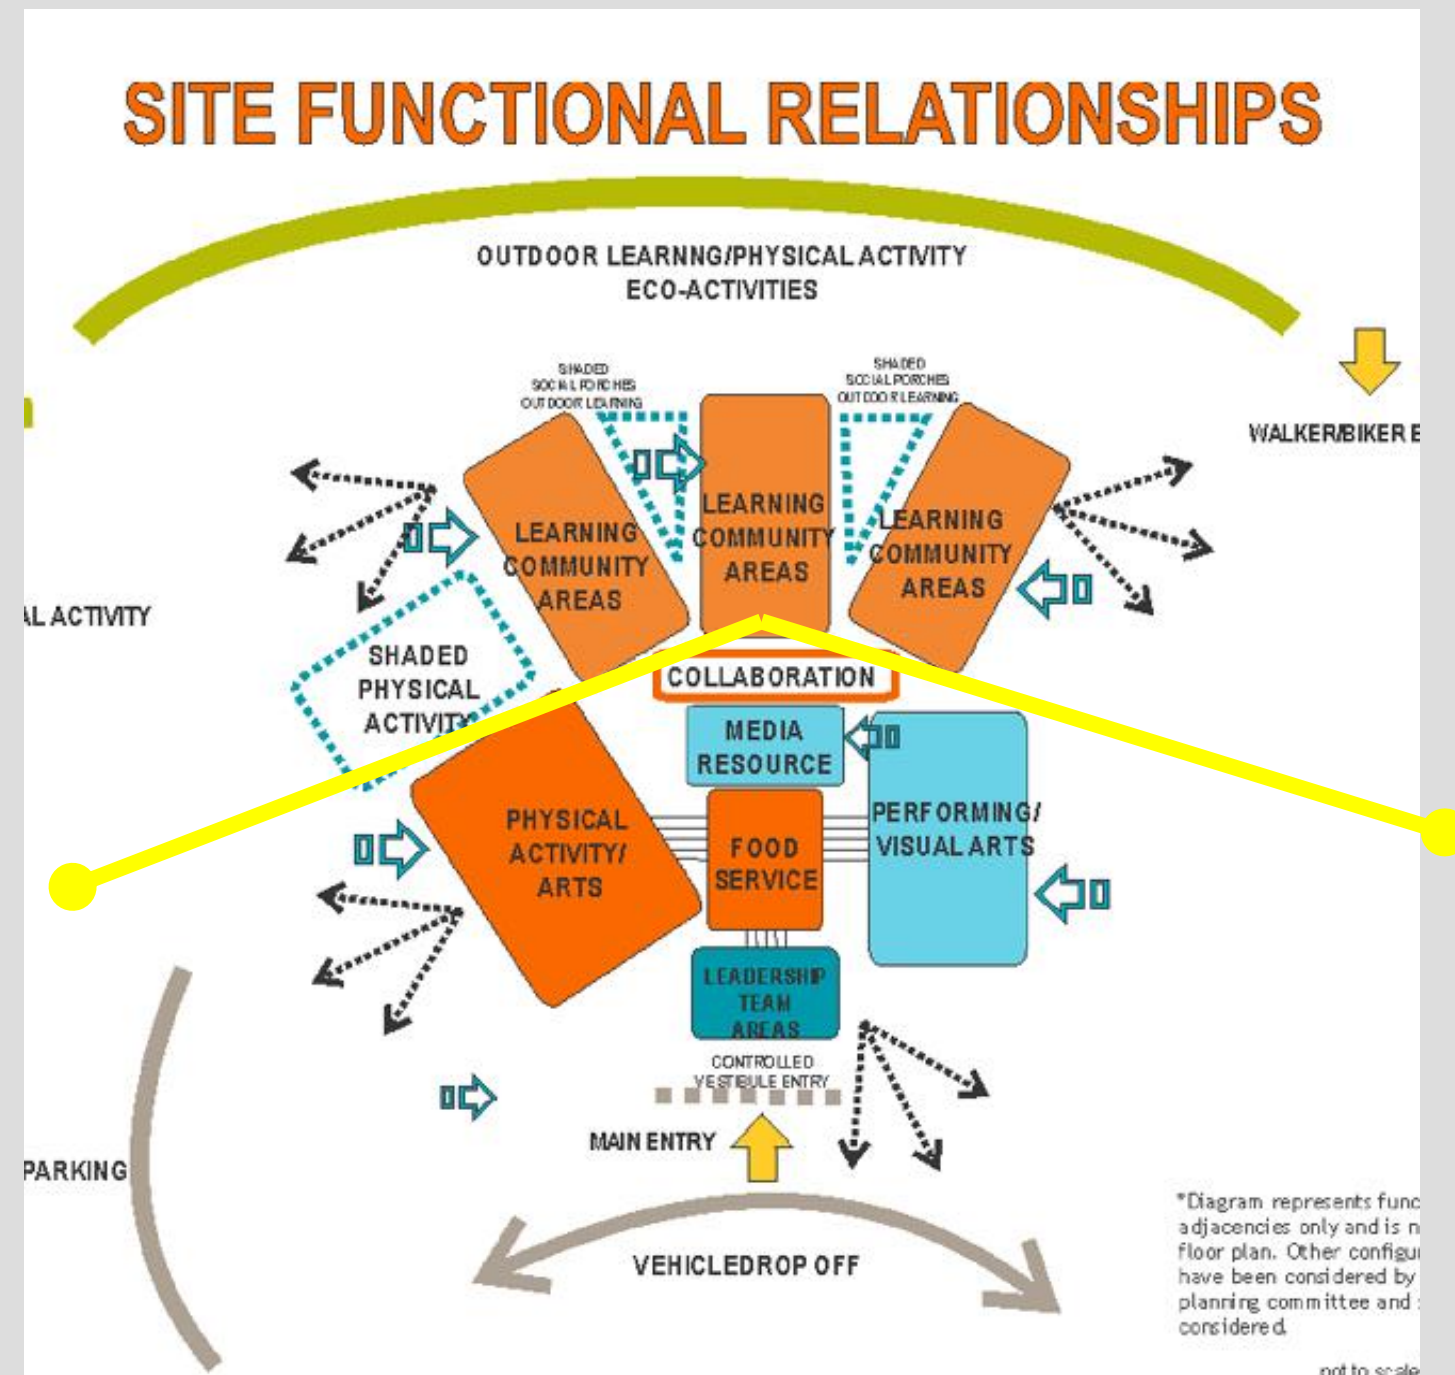 SITE FUNCTIONAL RELATIONSHIPS
OUTDOOR LEARNNG/PHYSICAL ACTIVITY
ECO-ACTIVITIES
SHADED
SOCIAL PORCHES
OUTDOOR LEARNING
SHADED
SOCIAL PORCHES
OUTDOOR LEARNING
WALKER/BIKER E
LEARNING
COMMUNITY
AREAS
LEARNING
COMMUNITY
AREAS
LEARNING
COMMUNITY
AREAS
AL ACTIVITY
SHADED
PHYSICAL
ACTIVITY
COLLABORATION
MEDIA
RESOURCE
PHYSICAL
ACTIVITY/
ARTS
FOOD
SERVICE
PERFORMING/
VISUAL ARTS
LEADERSHIP
TEAM
AREAS
CONTROLLED
VESTIBULE ENTRY
MAIN ENTRY
PARKING
VEHICLEDROP OFF
*Diagram represents func
adjacencies only and is n
floor plan. Other configu
have been considered by
planning committee and
considered.
not to scale